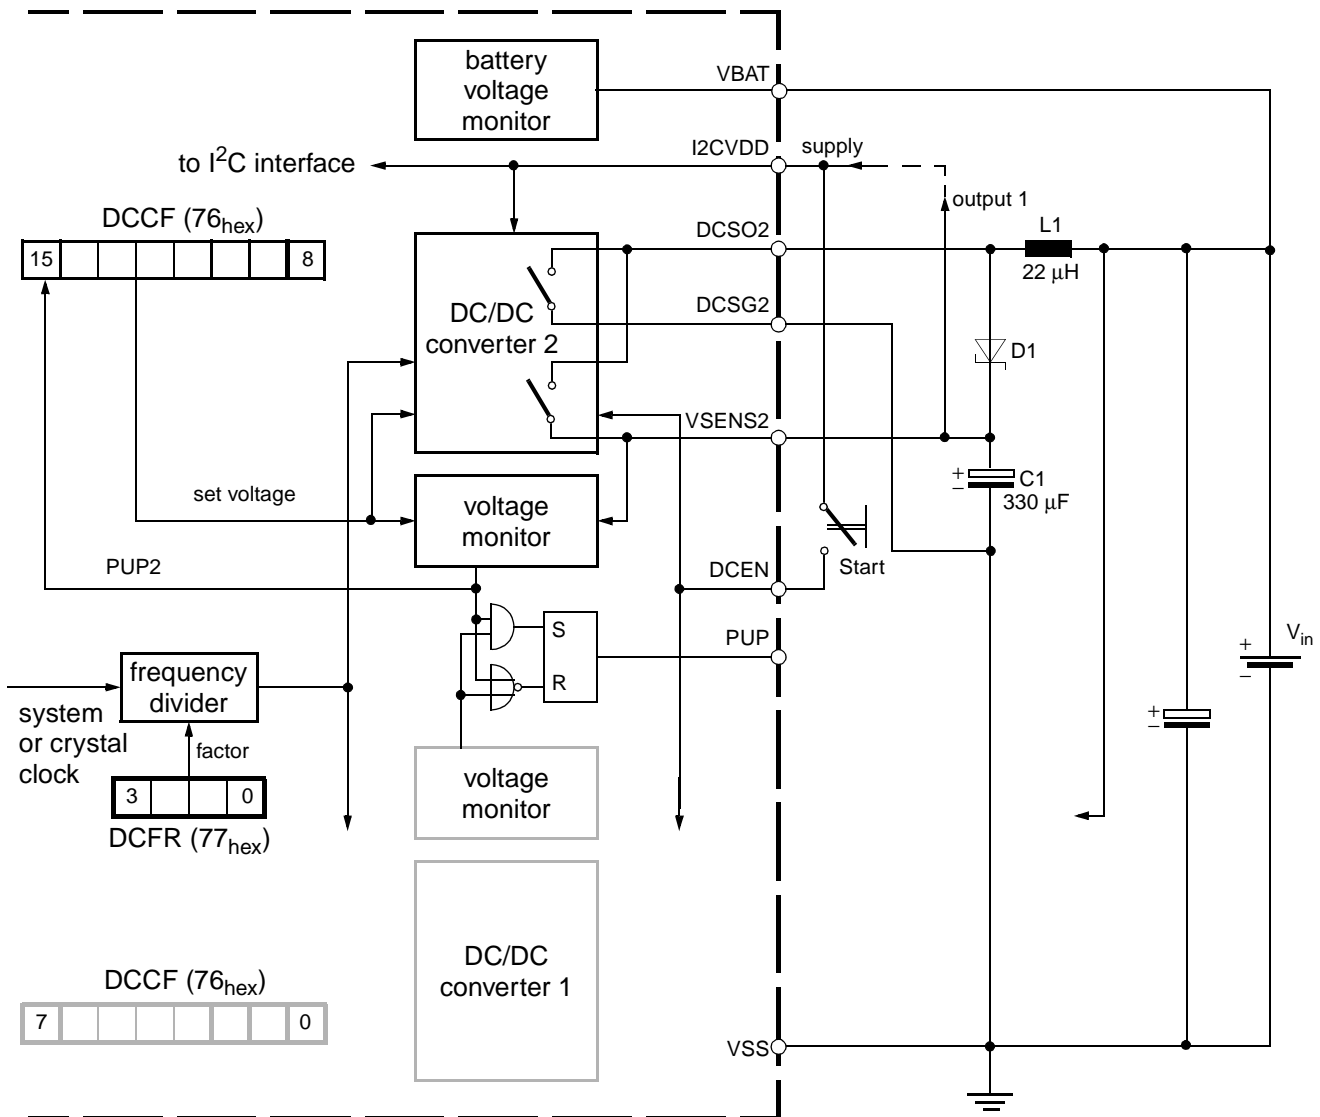 battery
voltage
monitor
VBAT
I2CVDD
supply
to I²C interface
output 1
DCCF (76hex)
15
8
DCSO2
L1
22 μH
DC/DC
converter 2
DCSG2
D1
VSENS2
+
−
C1
330 μF
set voltage
voltage
monitor
PUP2
DCEN
Start
S
R
PUP
Vin
+
−
frequency
divider
system
or crystal
clock
factor
+
−
3
0
DCFR (77hex)
voltage
monitor
DC/DC
converter 1
DCCF (76hex)
7
0
VSS